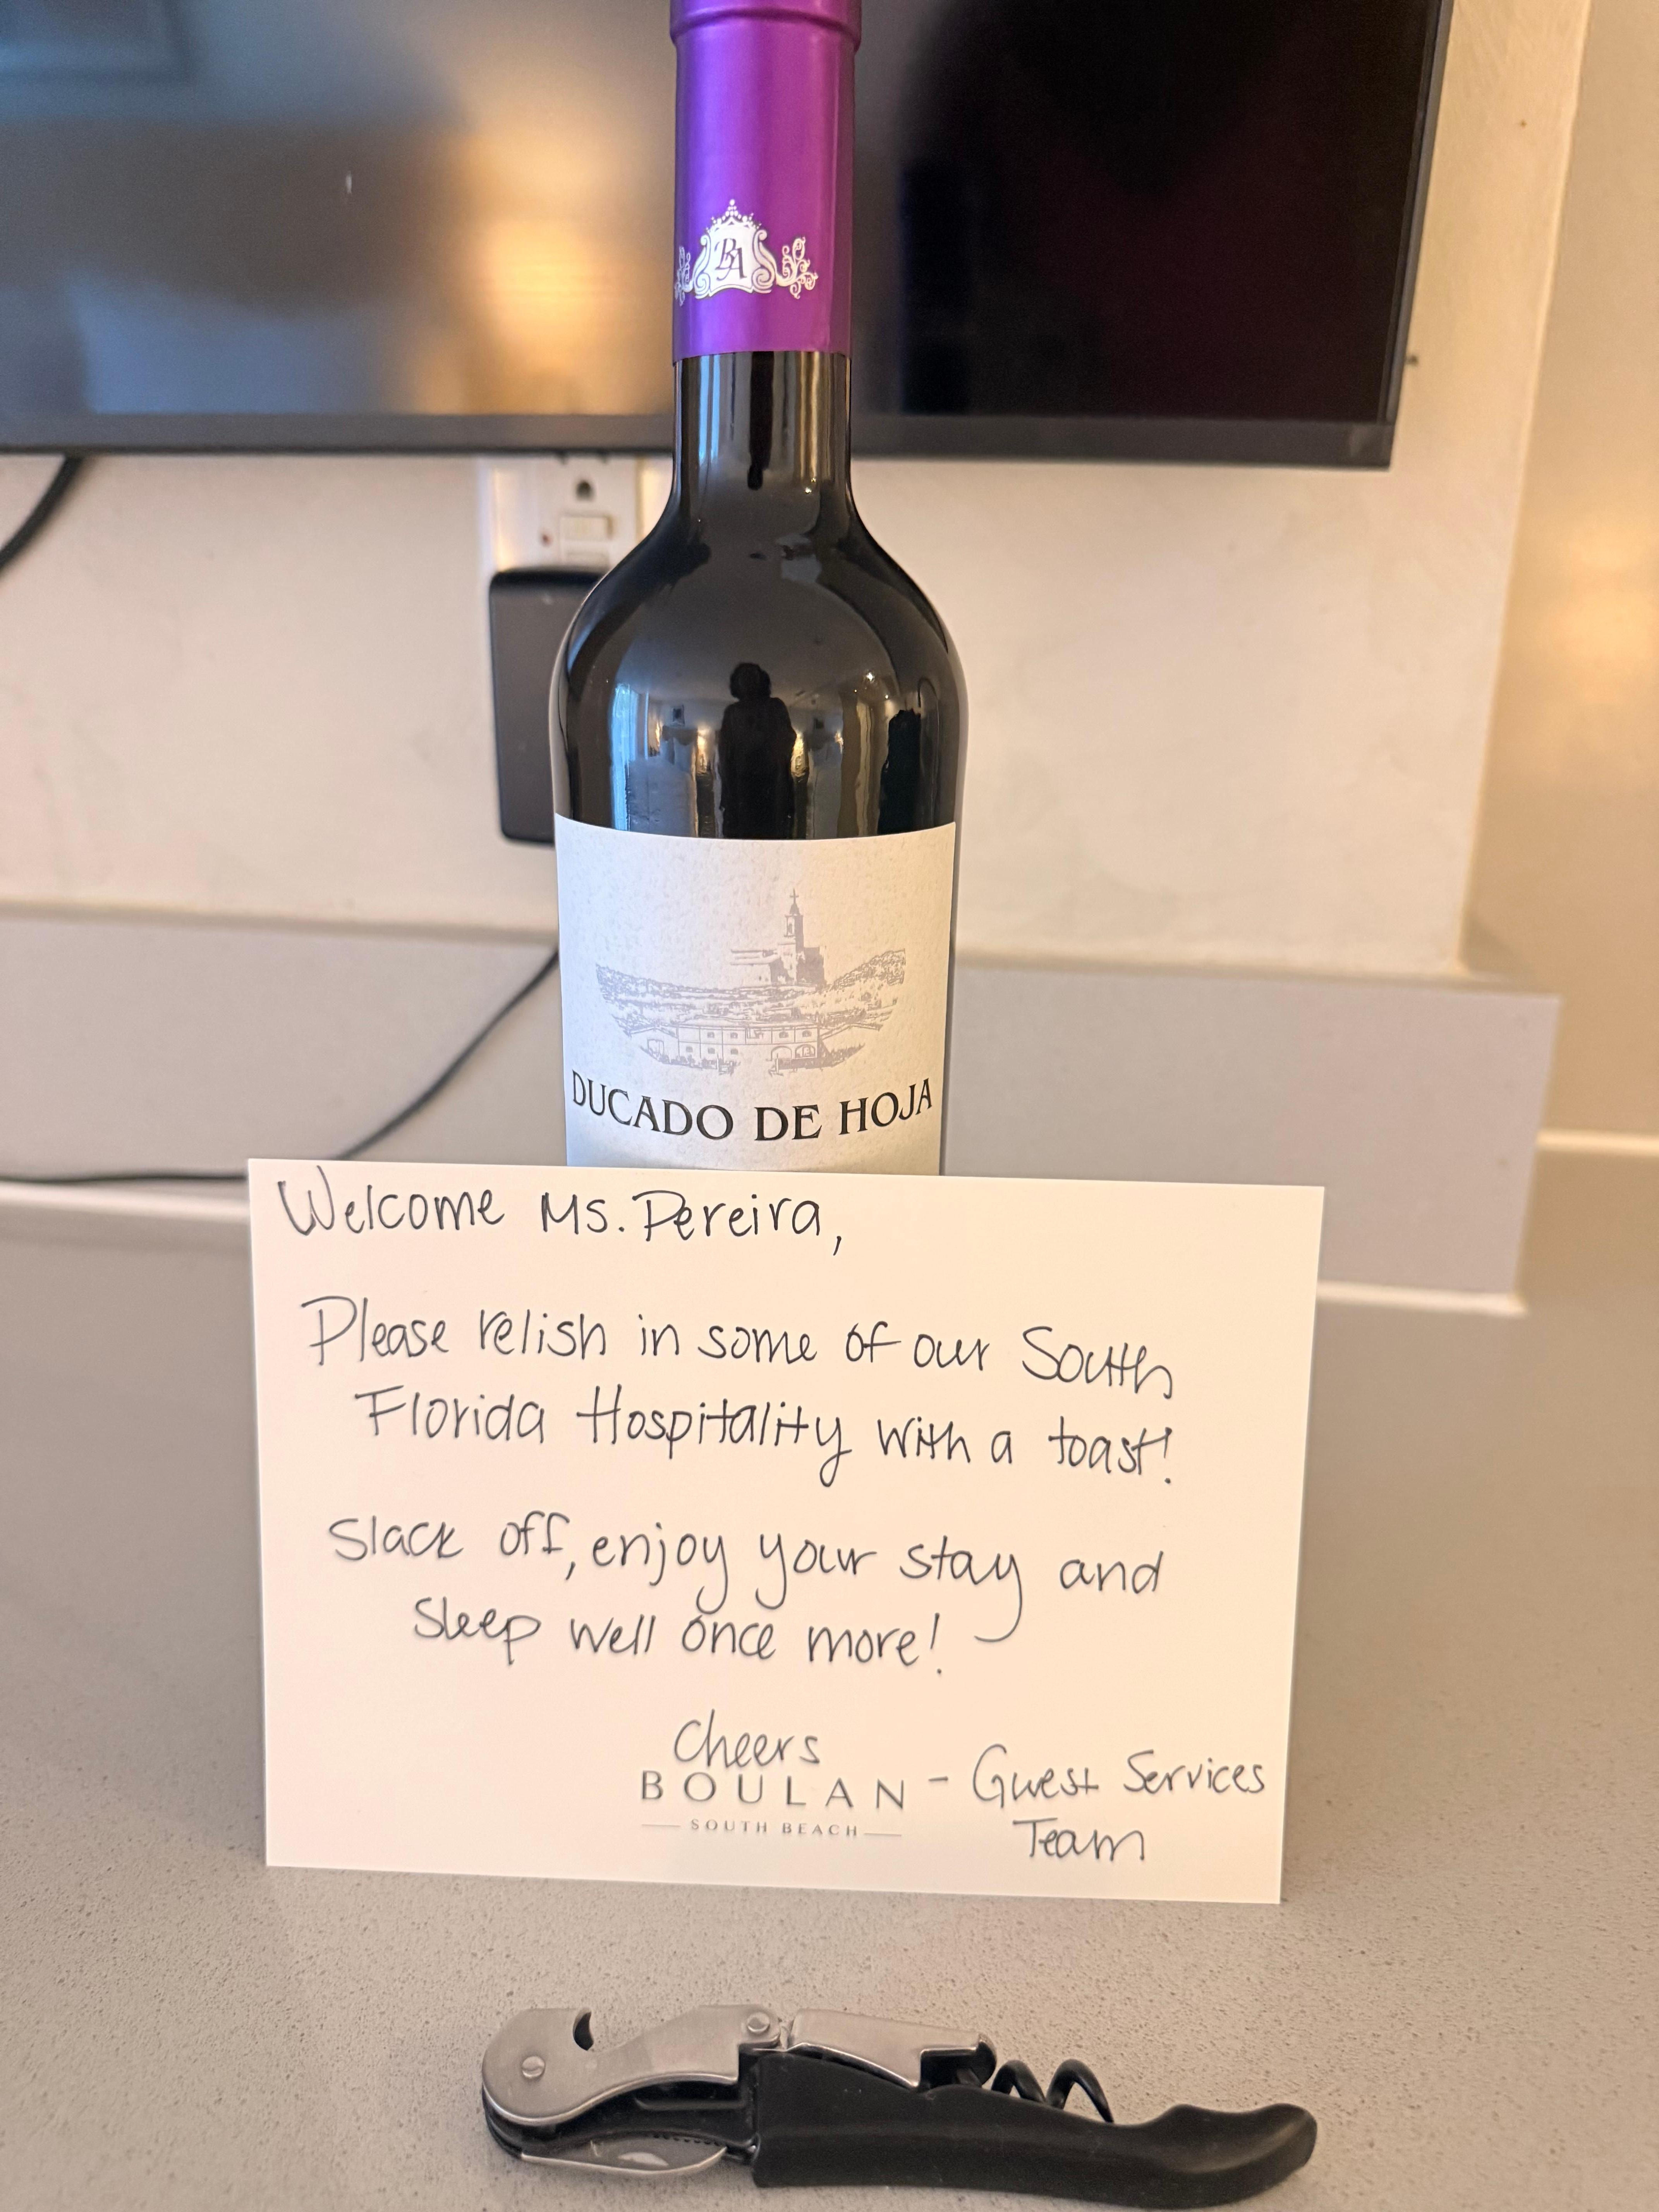 BA
DUCADO DE HOJA
Welcome Ms. Pereira,
Please relish in some of our South
Florida Hospitality with a toast!
Slack off, enjoy your stay and
sleep well once more!
Cheers
BOULAN - Guest Services
SOUTH BEACH
Team